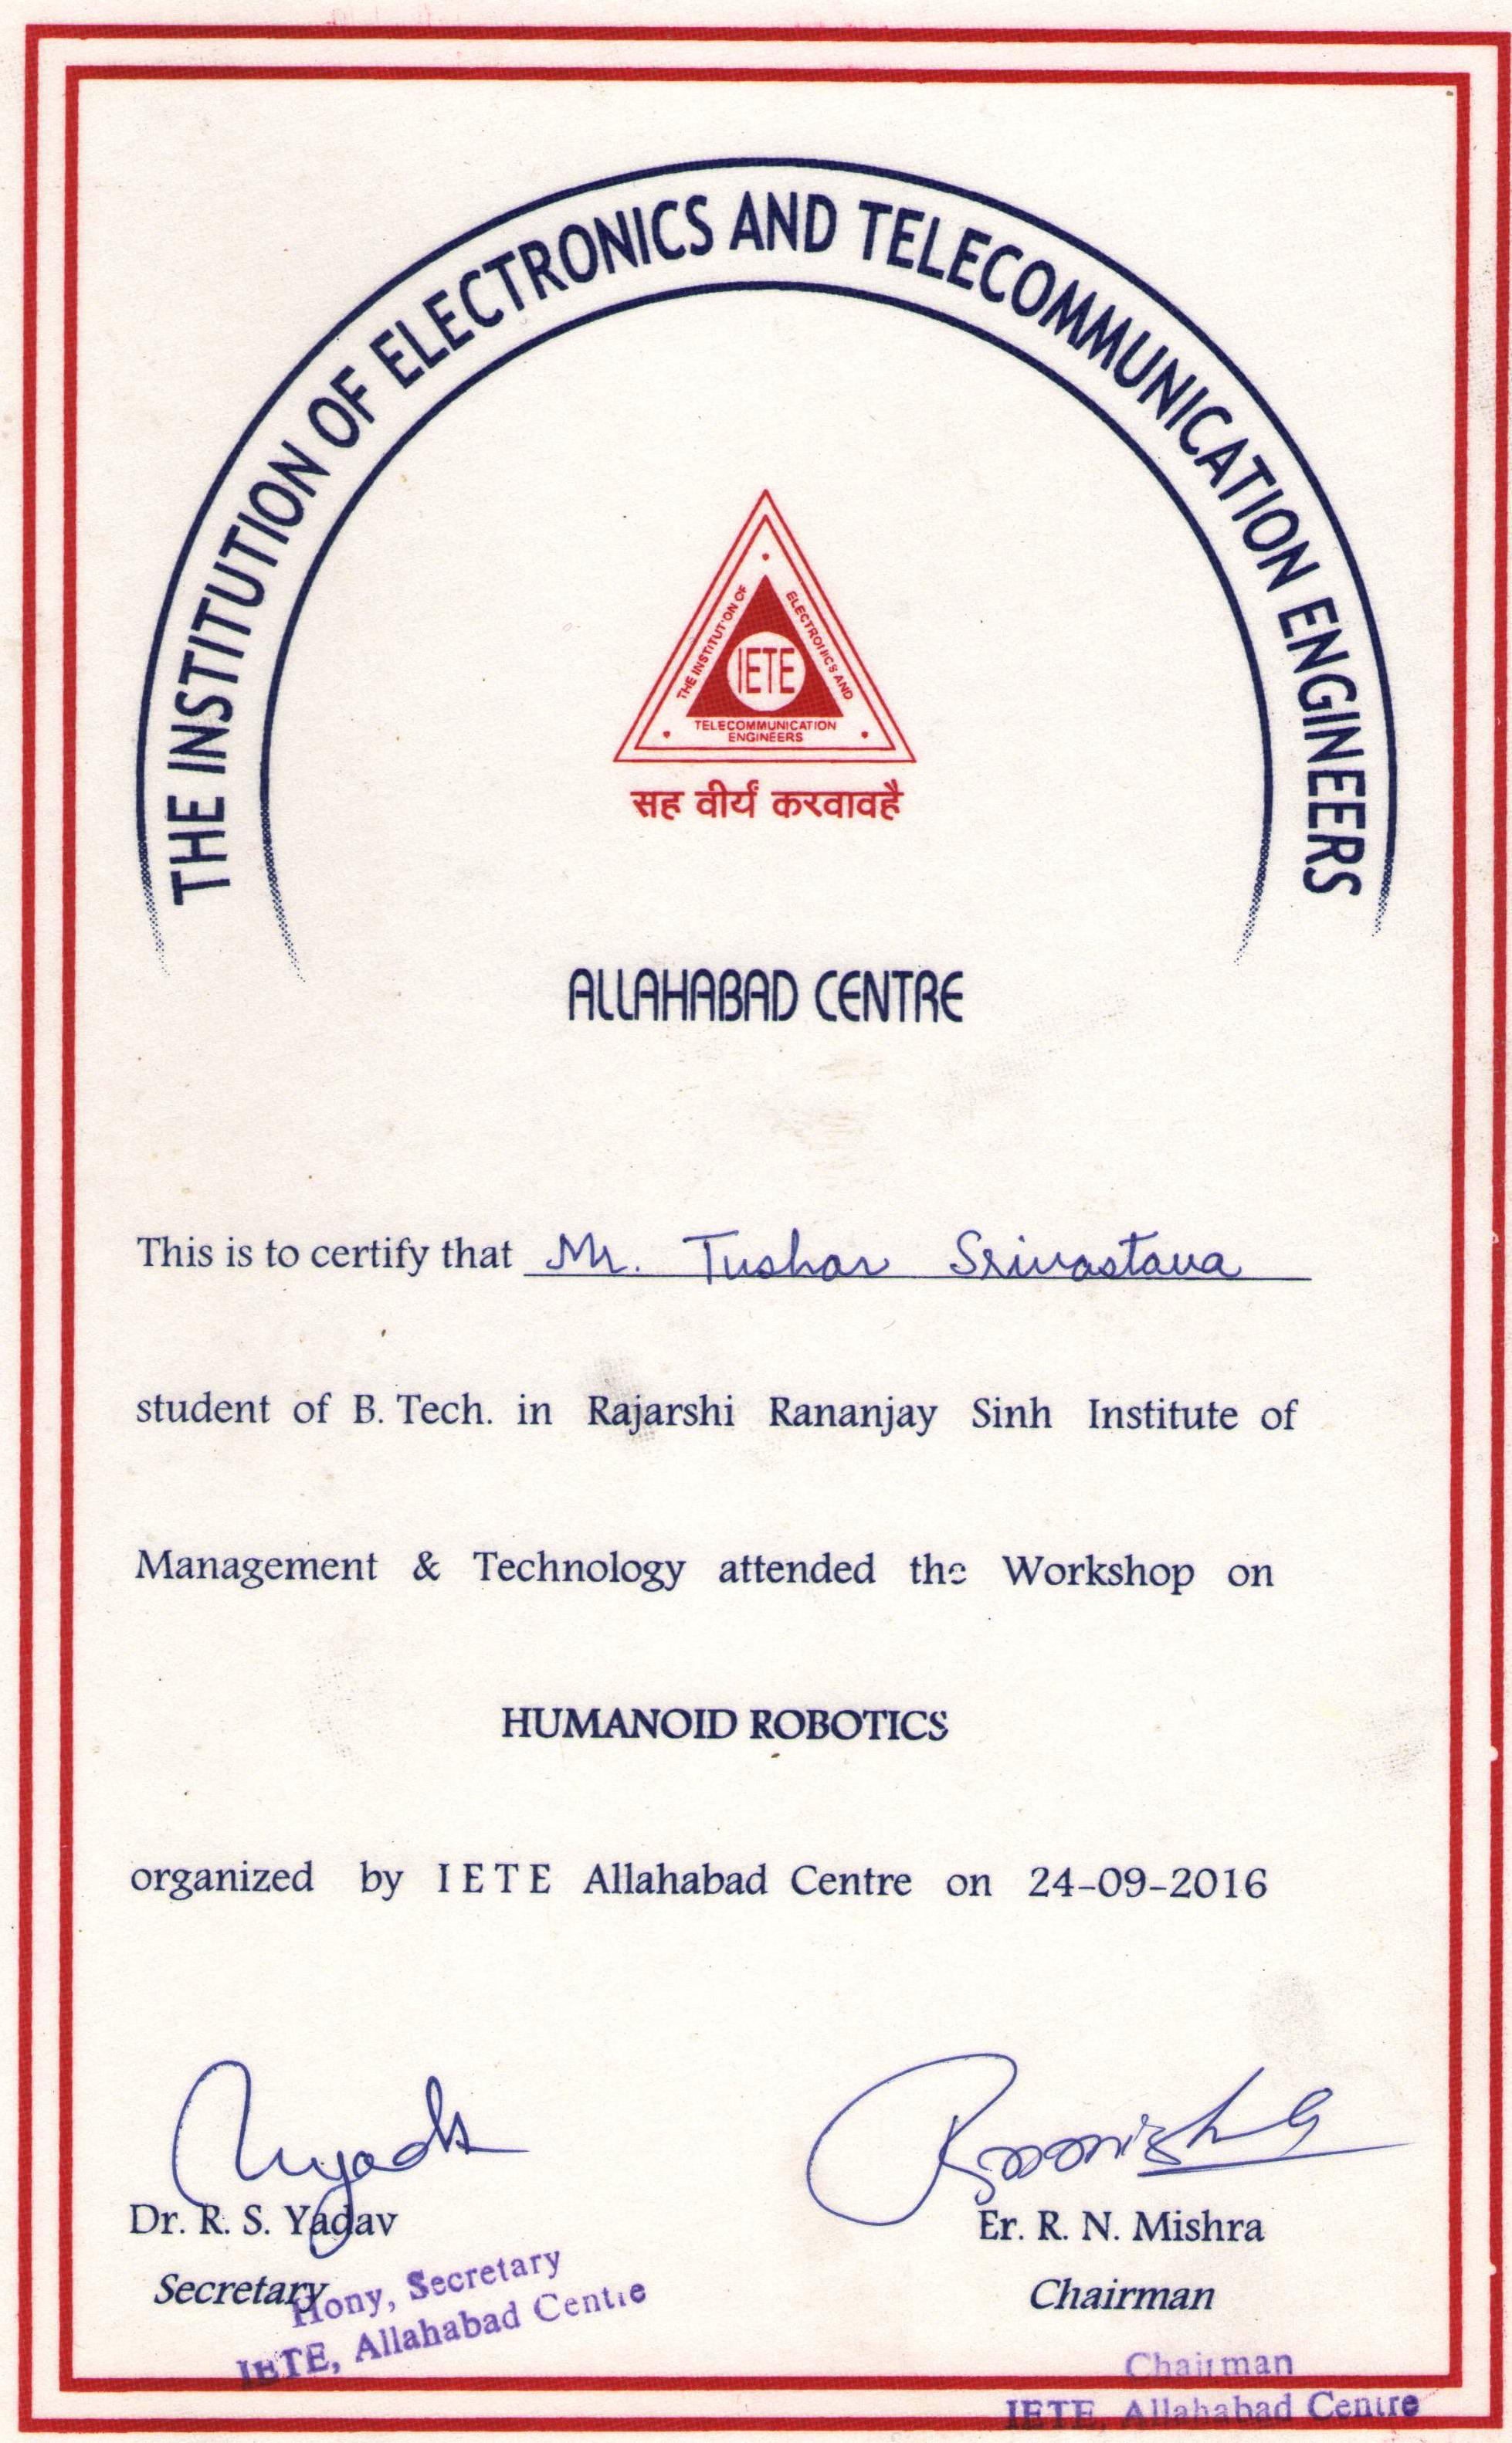 THE INSTITUTION OF ELECTRONICS AND TELECOMMUNICATION ENGINEERS
THE INSTITUTION OF
ELECTRONICS AND
IETE
TELECOMMUNICATION
ENGINEERS
सह वीर्यं करवावहै
ALLAHABAD CENTRE
This is to certify that Mr. Tushar Srivastava
student of B. Tech. in Rajarshi Rananjay Sinh Institute of
Management & Technology attended the Workshop on
HUMANOID ROBOTICS
organized by IETE Allahabad Centre on 24-09-2016
Dr. R. S. Yadav
Er. R. N. Mishra
Secretary
Chairman
Hony, Secretary
IETE, Allahabad Centre
Chairman
IETE, Allahabad Centre